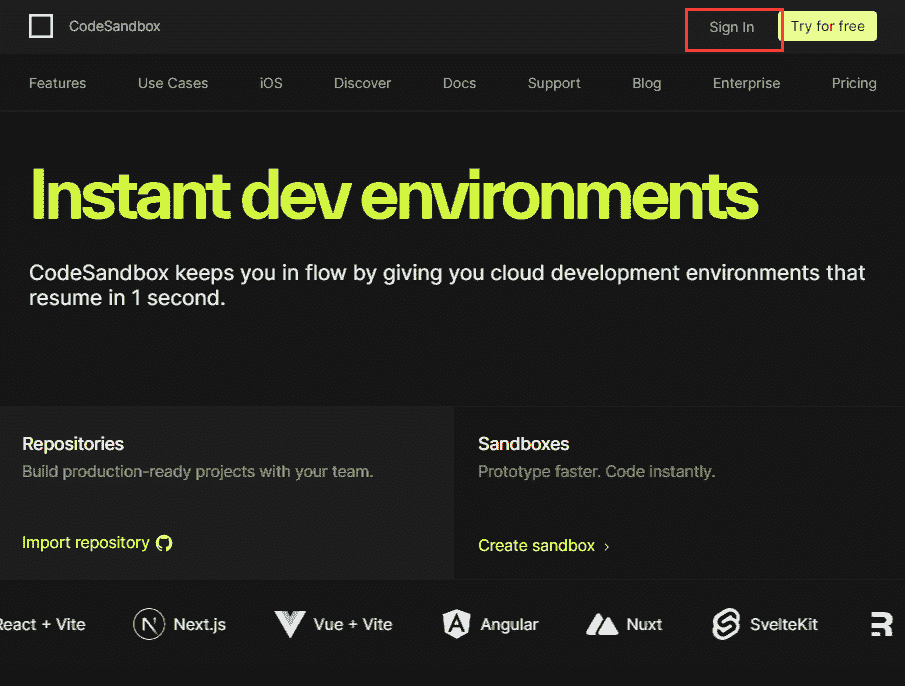 CodeSandbox
Sign In
Try for free
Features Use Cases iOS Discover Docs Support Blog Enterprise Pricing
Instant dev environments
CodeSandbox keeps you in flow by giving you cloud development environments that
resume in 1 second.
Repositories
Build production-ready projects with your team.
Import repository
Sandboxes
Prototype faster. Code instantly.
Create sandbox ›
React + Vite Next.js Vue + Vite Angular Nuxt SvelteKit